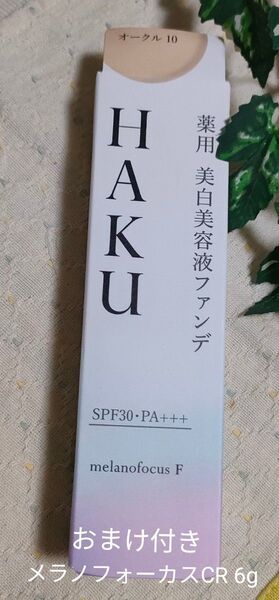 オークル 10
薬用 美白美容液ファンデ
HAKU
SPF30・PA+++
melanofocus F
おまけ付き
メラノフォーカスCR 6g